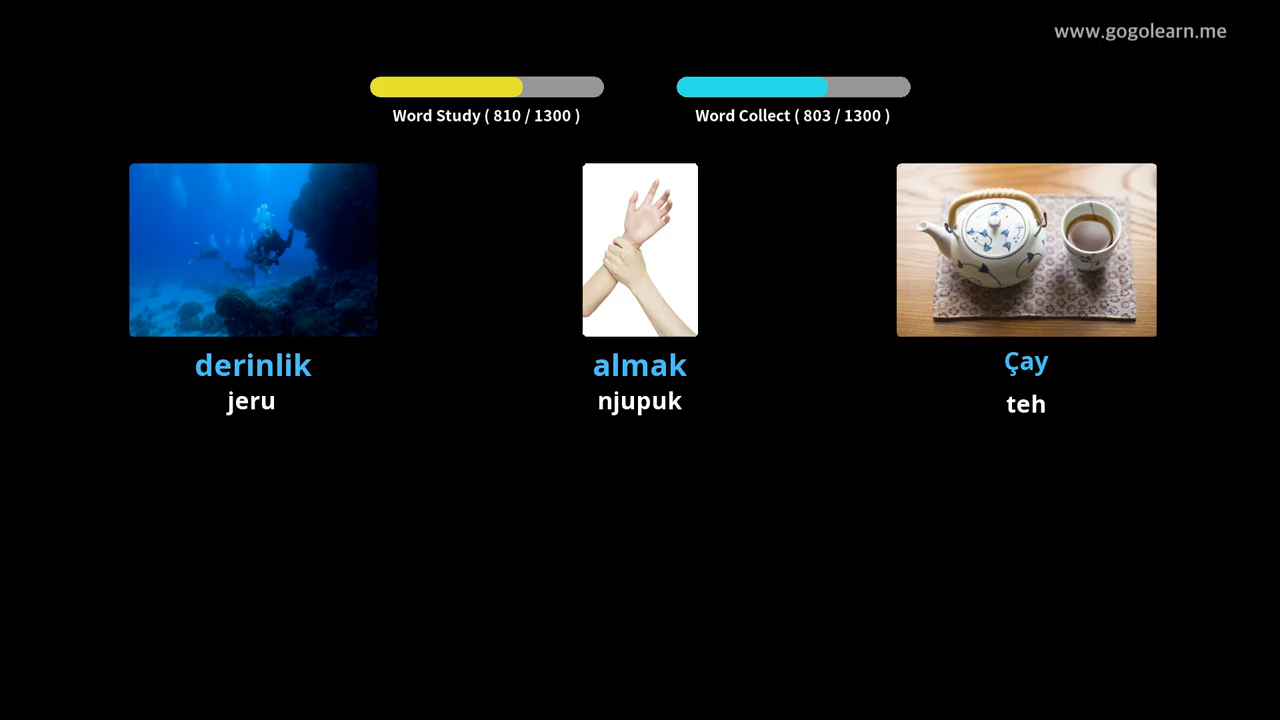 www.gogolearn.me
Word Study ( 810 / 1300 )
Word Collect ( 803 / 1300 )
derinlik
jeru
almak
njupuk
Çay
teh